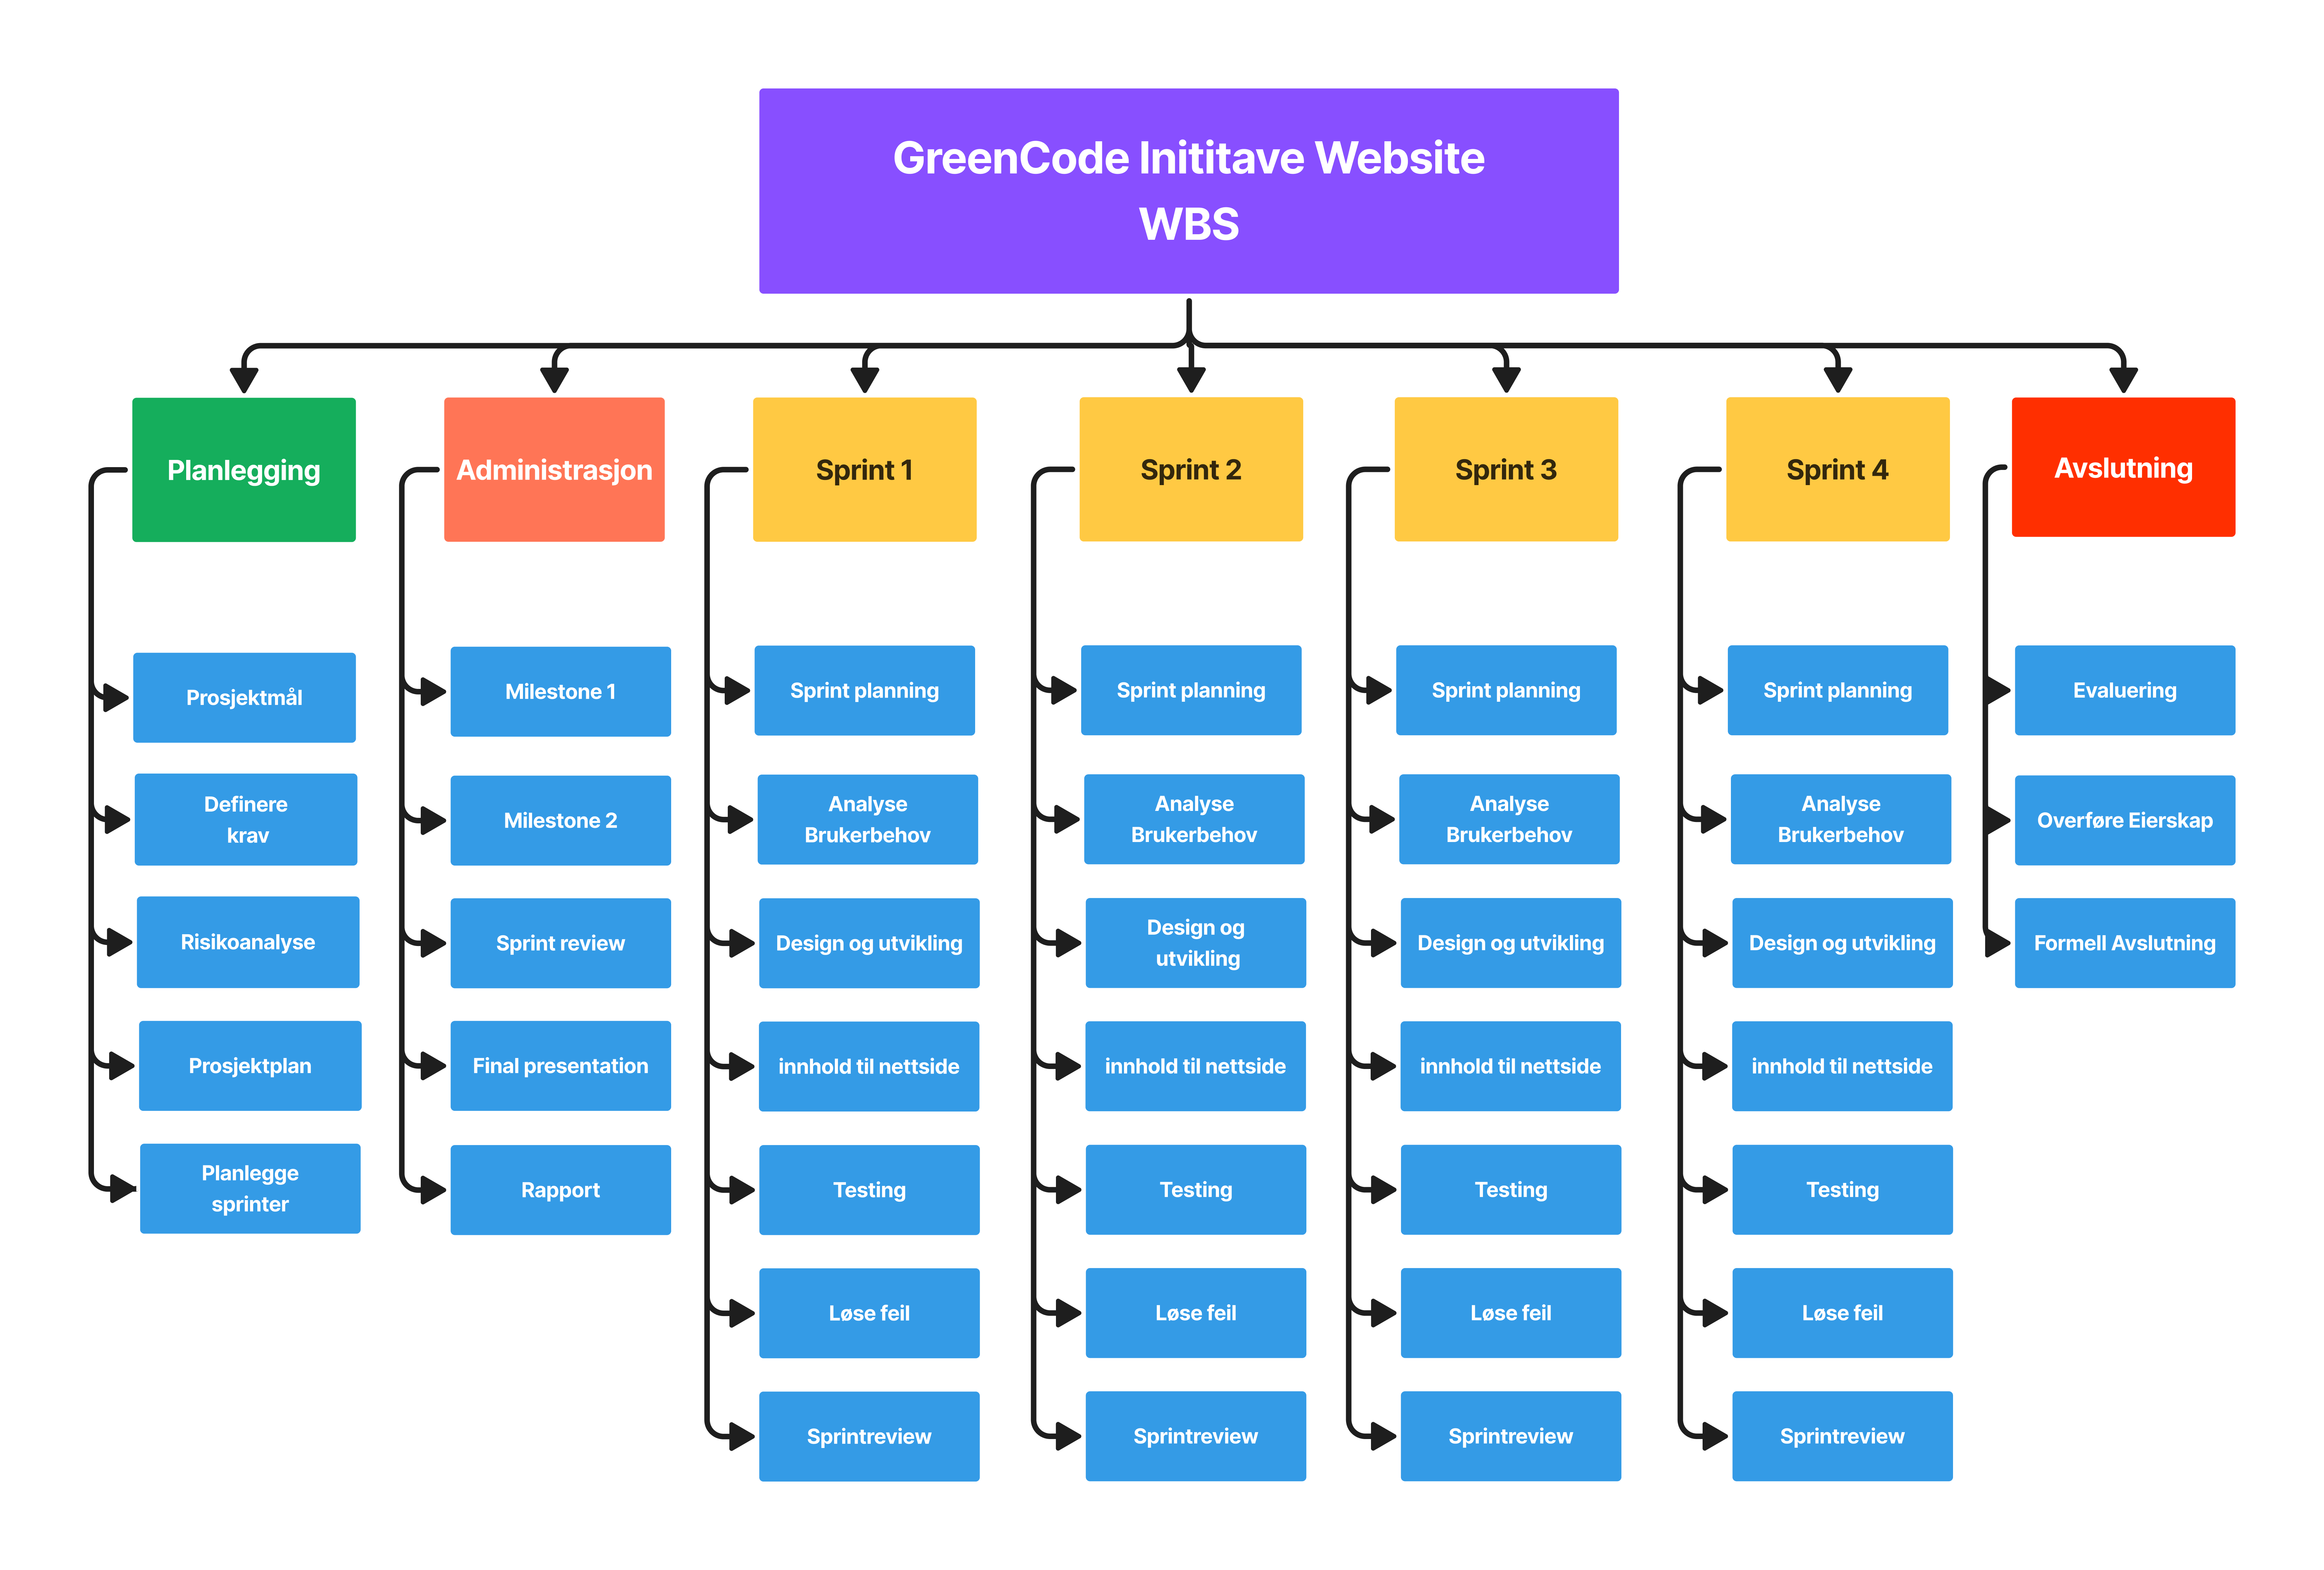 GreenCode Inititave Website
WBS
Planlegging
Prosjektmål
Definere
krav
Risikoanalyse
Prosjektplan
Planlegge
sprinter
Administrasjon
Milestone 1
Milestone 2
Sprint review
Final presentation
Rapport
Sprint 1
Sprint planning
Analyse
Brukerbehov
Design og utvikling
innhold til nettside
Testing
Løse feil
Sprintreview
Sprint 2
Sprint planning
Analyse
Brukerbehov
Design og
utvikling
innhold til nettside
Testing
Løse feil
Sprintreview
Sprint 3
Sprint planning
Analyse
Brukerbehov
Design og utvikling
innhold til nettside
Testing
Løse feil
Sprintreview
Sprint 4
Sprint planning
Analyse
Brukerbehov
Design og utvikling
innhold til nettside
Testing
Løse feil
Sprintreview
Avslutning
Evaluering
Overføre Eierskap
Formell Avslutning